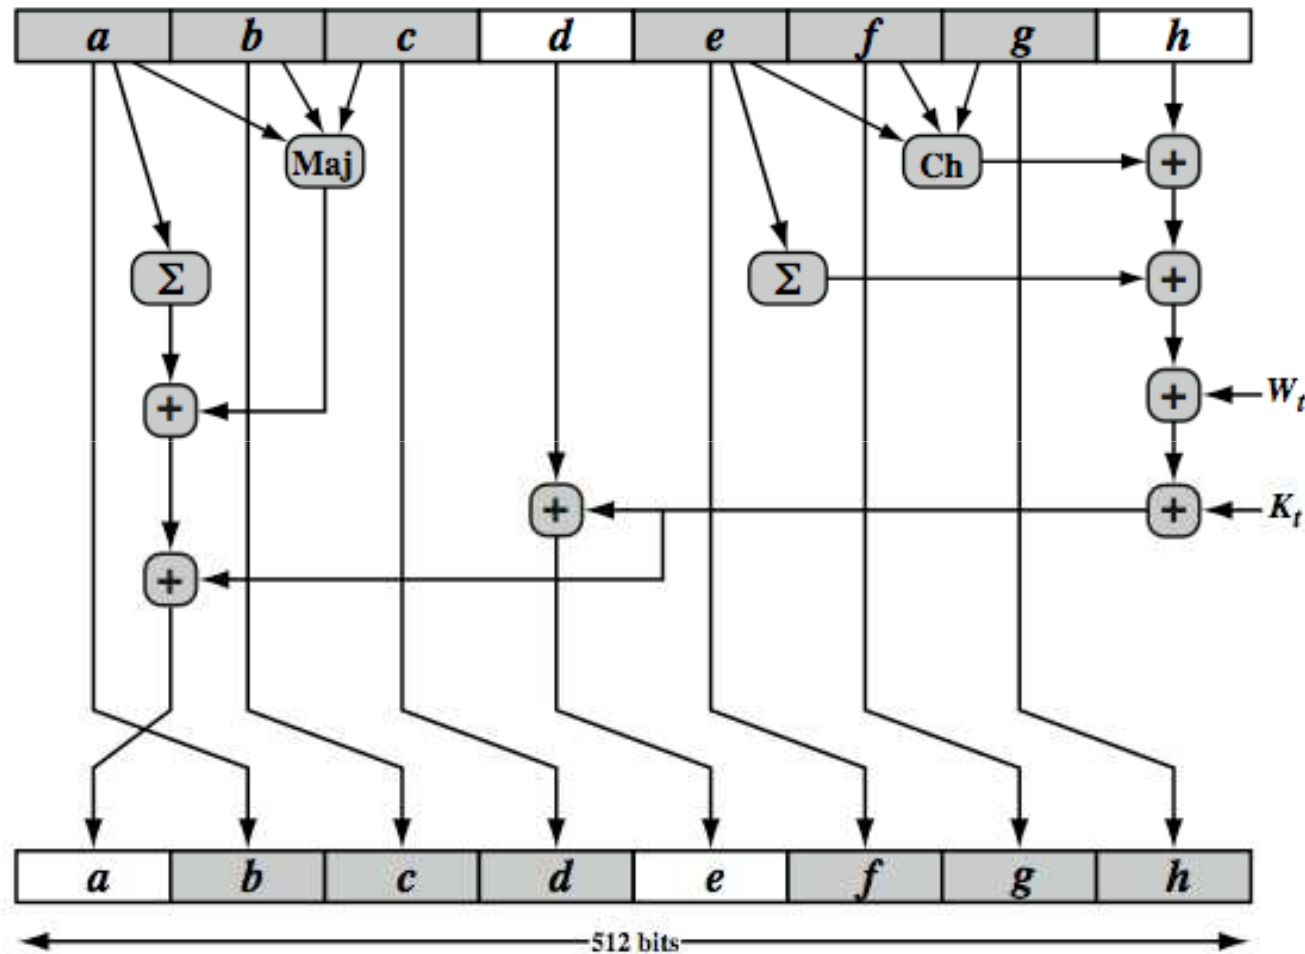 a b c d e f g h
Maj Ch +
Σ Σ +
+ + W_t
+ + K_t
+
a b c d e f g h
512 bits